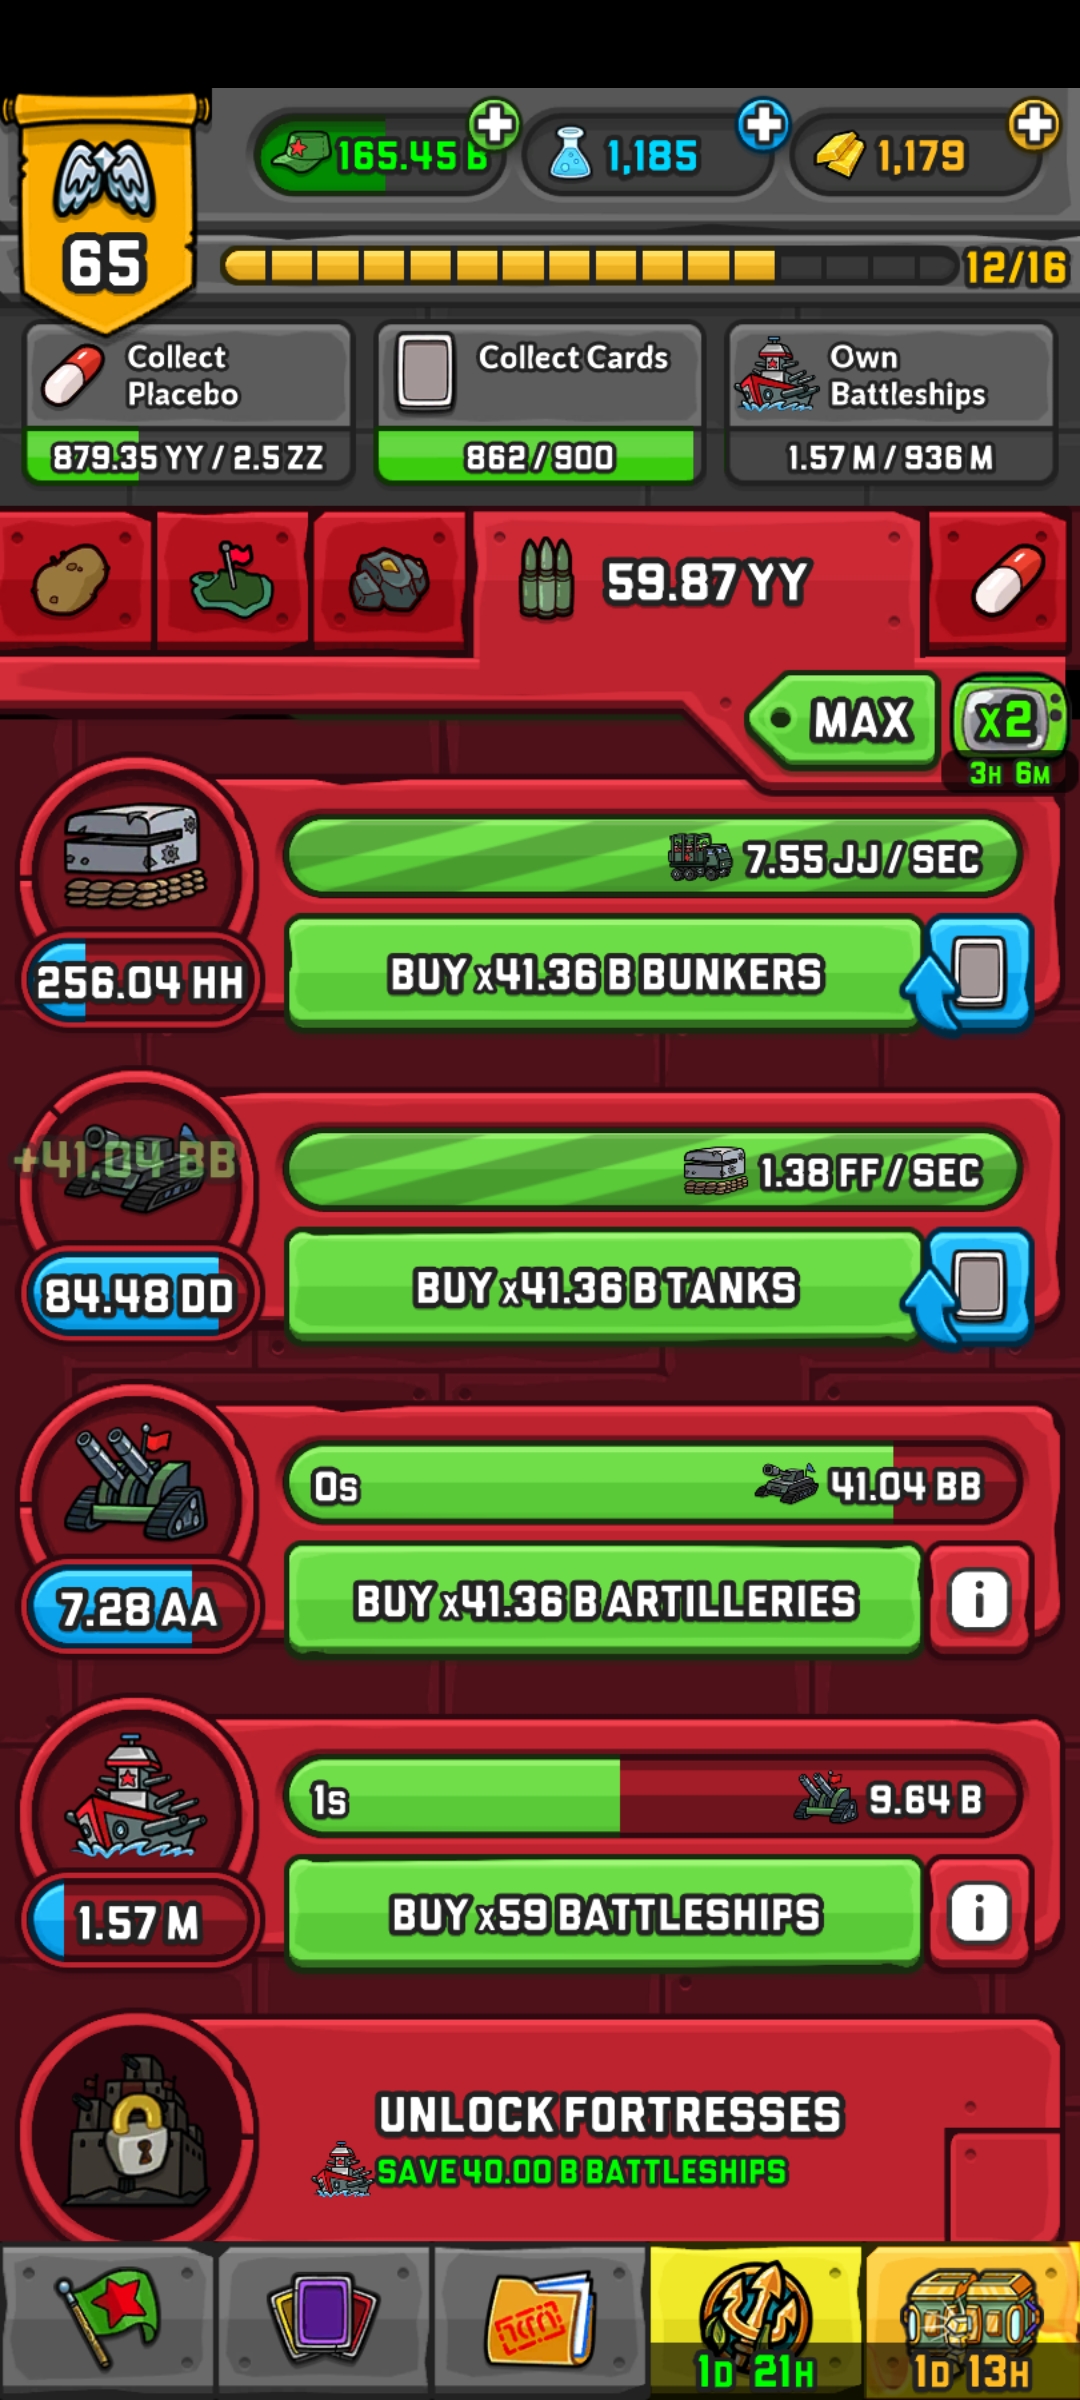 65
165.45 B
1,185
1,179
12/16
Collect
Placebo
879.35 YY / 2.5 ZZ
Collect Cards
862/900
Own
Battleships
1.57 M / 936 M
59.87 YY
MAX
x2
3H 6M
7.55 JJ / SEC
256.04 HH
BUY x41.36 B BUNKERS
+41.04 BB
1.38 FF / SEC
84.48 DD
BUY x41.36 B TANKS
0s
41.04 BB
7.28 AA
BUY x41.36 B ARTILLERIES
i
1s
9.64 B
1.57 M
BUY x59 BATTLESHIPS
i
UNLOCK FORTRESSES
SAVE 40.00 B BATTLESHIPS
1D 21H
1D 13H